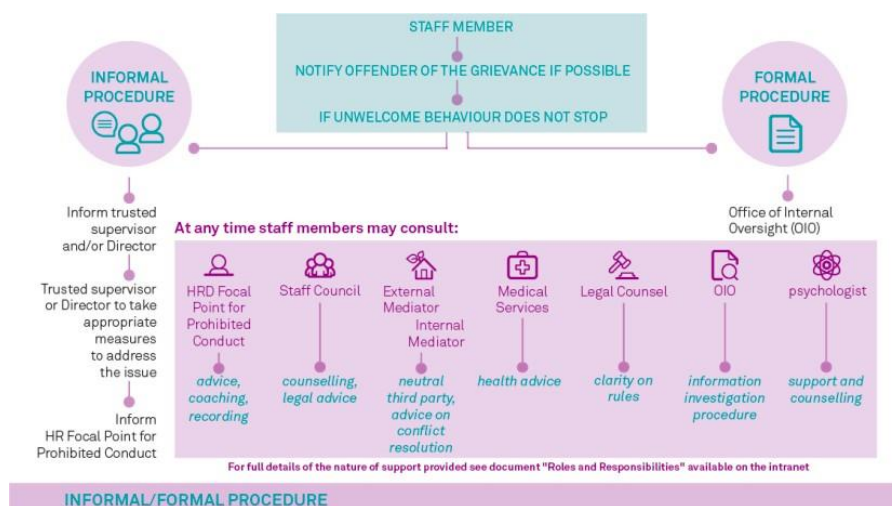 STAFF MEMBER
NOTIFY OFFENDER OF THE GRIEVANCE IF POSSIBLE
IF UNWELCOME BEHAVIOUR DOES NOT STOP
INFORMAL
PROCEDURE
Inform trusted
supervisor
and/or Director
Trusted supervisor
or Director to take
appropriate
measures
to address
the issue
Inform
HR Focal Point for
Prohibited Conduct
FORMAL
PROCEDURE
Office of Internal
Oversight (OIO)
At any time staff members may consult:
HRD Focal
Point for
Prohibited
Conduct
advice,
coaching,
recording
Staff Council
counselling,
legal advice
External
Mediator
Internal
Mediator
neutral
third party,
advice on
conflict
resolution
Medical
Services
health advice
Legal Counsel
clarity on
rules
OIO
information
investigation
procedure
psychologist
support and
counselling
For full details of the nature of support provided see document "Roles and Responsibilities" available on the intranet
INFORMAL/FORMAL PROCEDURE